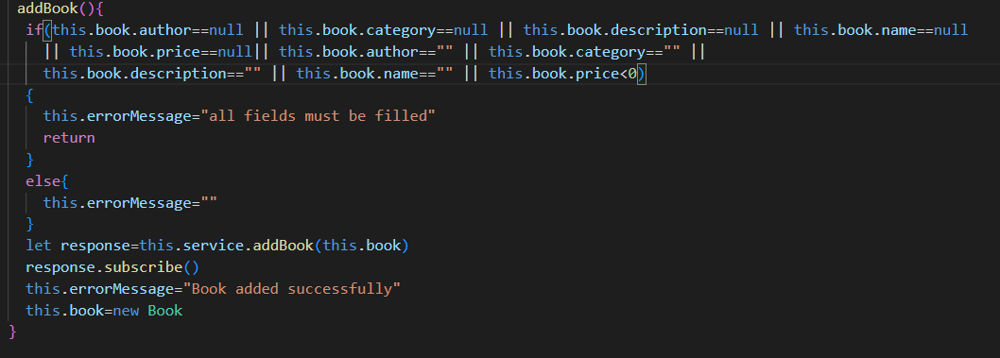 addBook(){
if(this.book.author==null || this.book.category==null || this.book.description==null || this.book.name==null
|| this.book.price==null|| this.book.author=="" || this.book.category=="" ||
this.book.description=="" || this.book.name=="" || this.book.price<0)
{
this.errorMessage="all fields must be filled"
return
}
else{
this.errorMessage=""
}
let response=this.service.addBook(this.book)
response.subscribe()
this.errorMessage="Book added successfully"
this.book=new Book
}